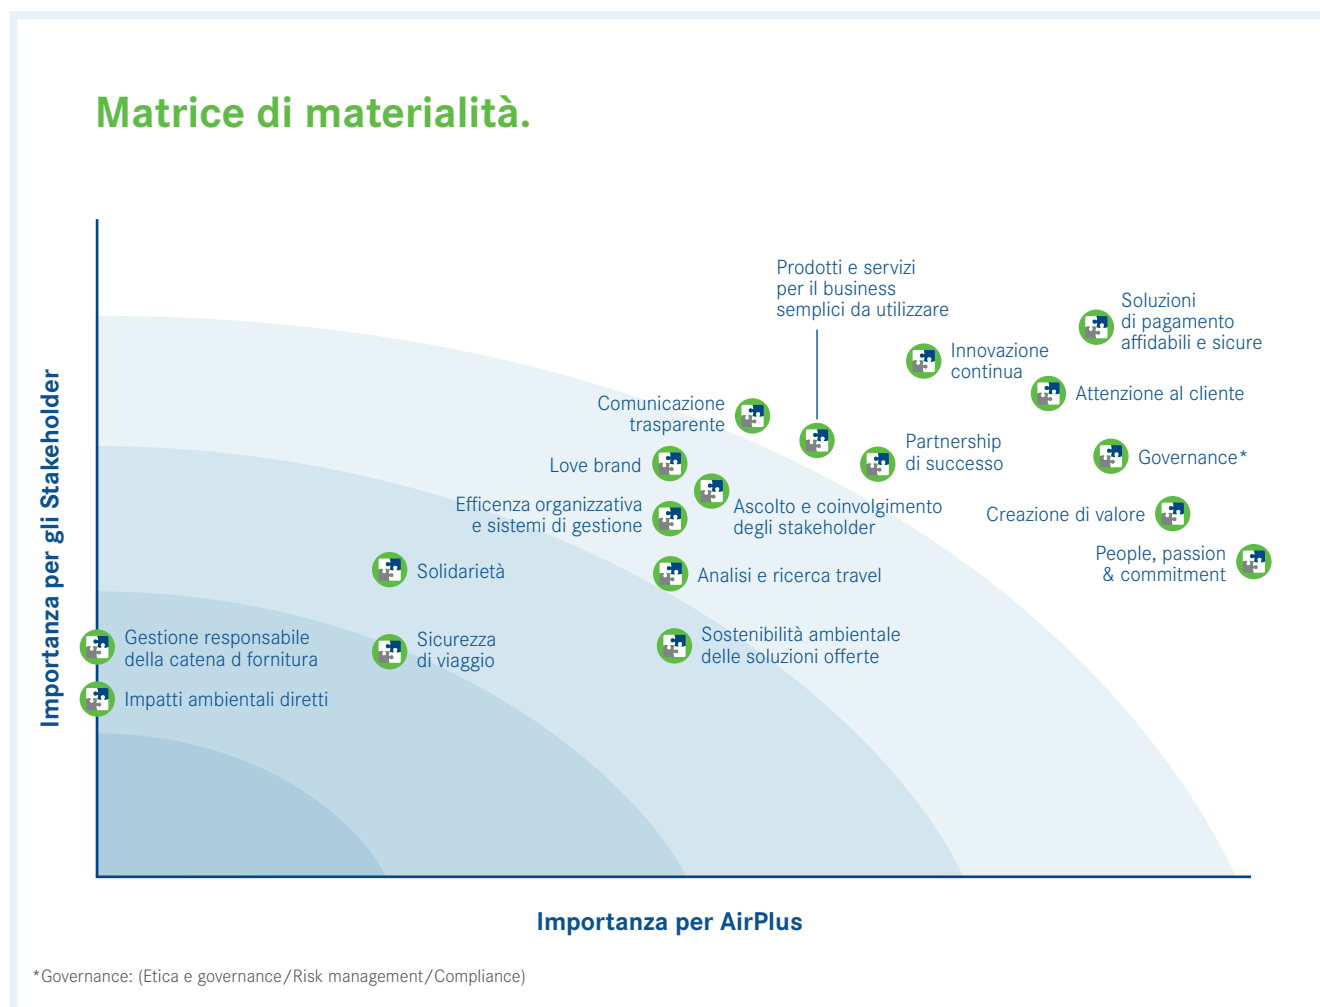 Matrice di materialità.
Importanza per gli Stakeholder
Prodotti e servizi
per il business
semplici da utilizzare
Soluzioni
di pagamento
affidabili e sicure
Innovazione
continua
Attenzione al cliente
Comunicazione
trasparente
Partnership
di successo
Governance*
Love brand
Efficenza organizzativa
e sistemi di gestione
Ascolto e coinvolgimento
degli stakeholder
Creazione di valore
People, passion
& commitment
Solidarietà
Analisi e ricerca travel
Gestione responsabile
della catena d fornitura
Sicurezza
di viaggio
Sostenibilità ambientale
delle soluzioni offerte
Impatti ambientali diretti
Importanza per AirPlus
*Governance: (Etica e governance/Risk management/Compliance)